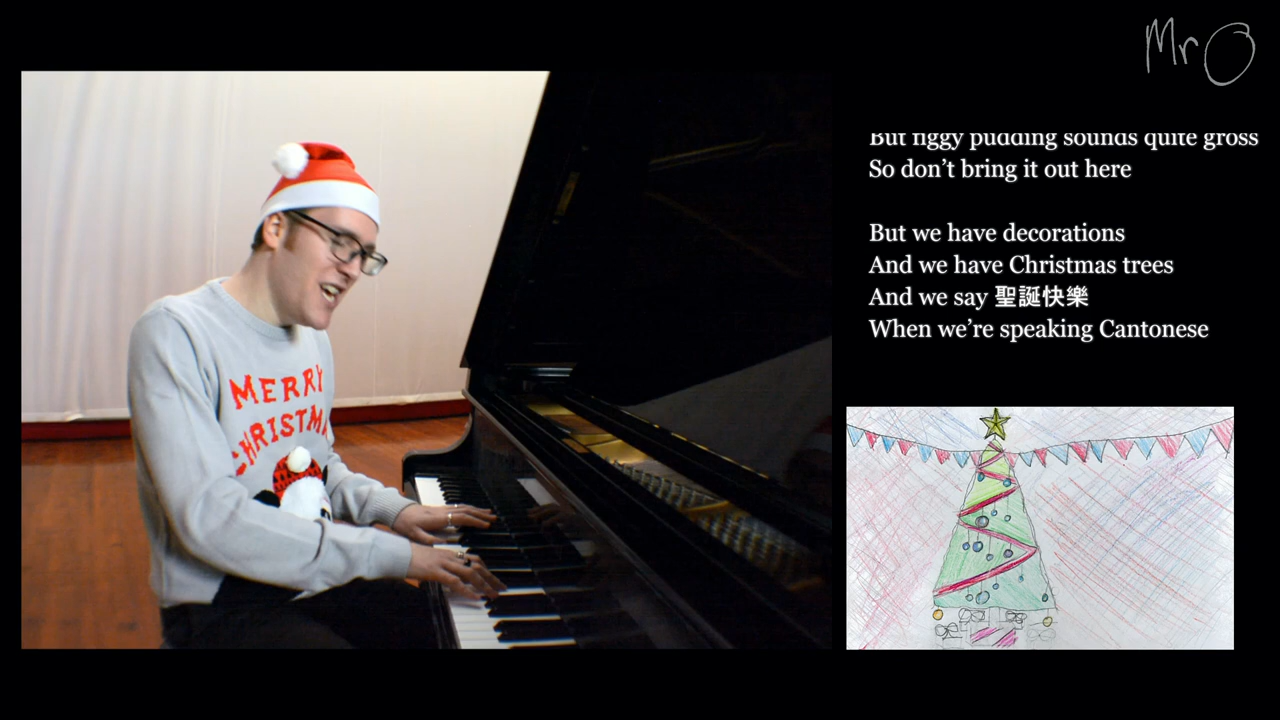 Mr O
But figgy pudding sounds quite gross
So don’t bring it out here
But we have decorations
And we have Christmas trees
And we say 聖誕快樂
When we’re speaking Cantonese
MERRY
CHRISTMA